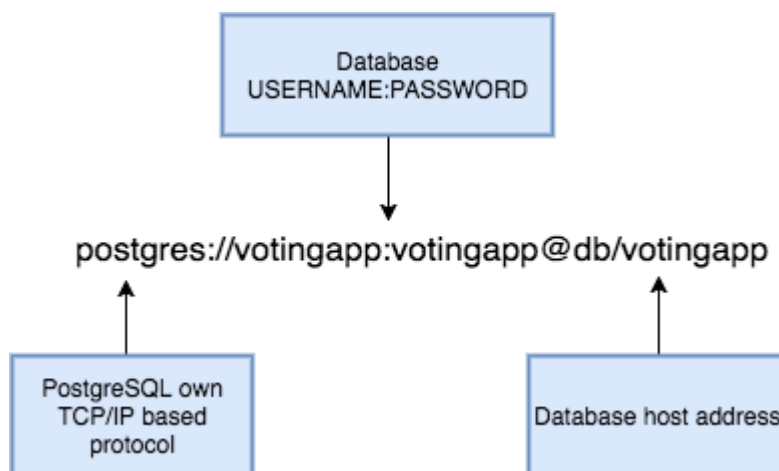 Database
USERNAME:PASSWORD
postgres://votingapp:votingapp@db/votingapp
PostgreSQL own
TCP/IP based
protocol
Database host address